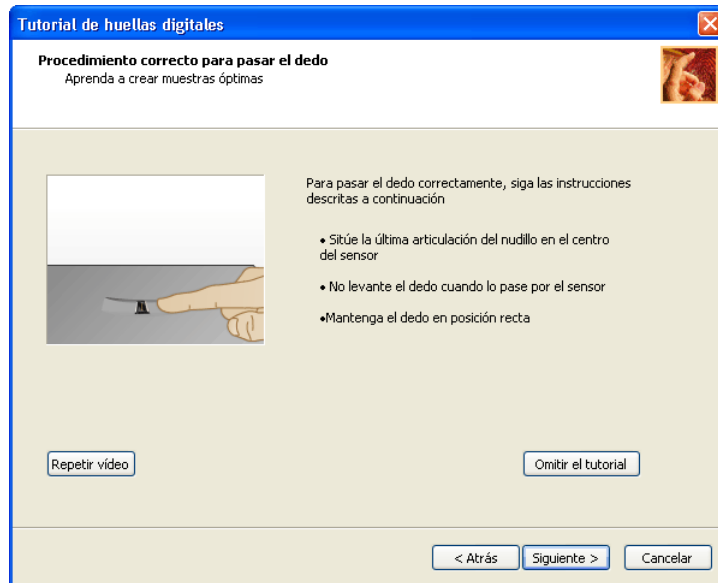 Tutorial de huellas digitales
Procedimiento correcto para pasar el dedo
Aprenda a crear muestras óptimas
Para pasar el dedo correctamente, siga las instrucciones
descritas a continuación
• Sitúe la última articulación del nudillo en el centro
del sensor
• No levante el dedo cuando lo pase por el sensor
•Mantenga el dedo en posición recta
Repetir vídeo
Omitir el tutorial
< Atrás
Siguiente >
Cancelar